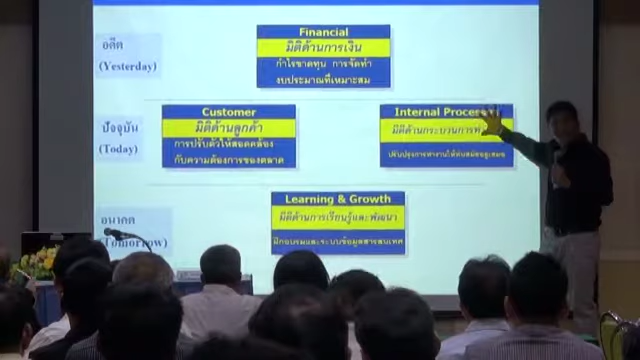 Financial
อดีต
มิติด้านการเงิน
(Yesterday)
กำไรขาดทุน การจัดทำ
งบประมาณที่เหมาะสม
Customer
Internal Process
ปัจจุบัน
มิติด้านลูกค้า
มิติด้านกระบวนการ
(Today)
การปรับตัวให้สอดคล้อง
ปรับปรุงการทำงานให้ทันสมัยอยู่เสมอ
กับความต้องการของตลาด
Learning & Growth
อนาคต
มิติด้านการเรียนรู้และพัฒนา
(Tomorrow)
ฝึกอบรมและระบบข้อมูลสารสนเทศ